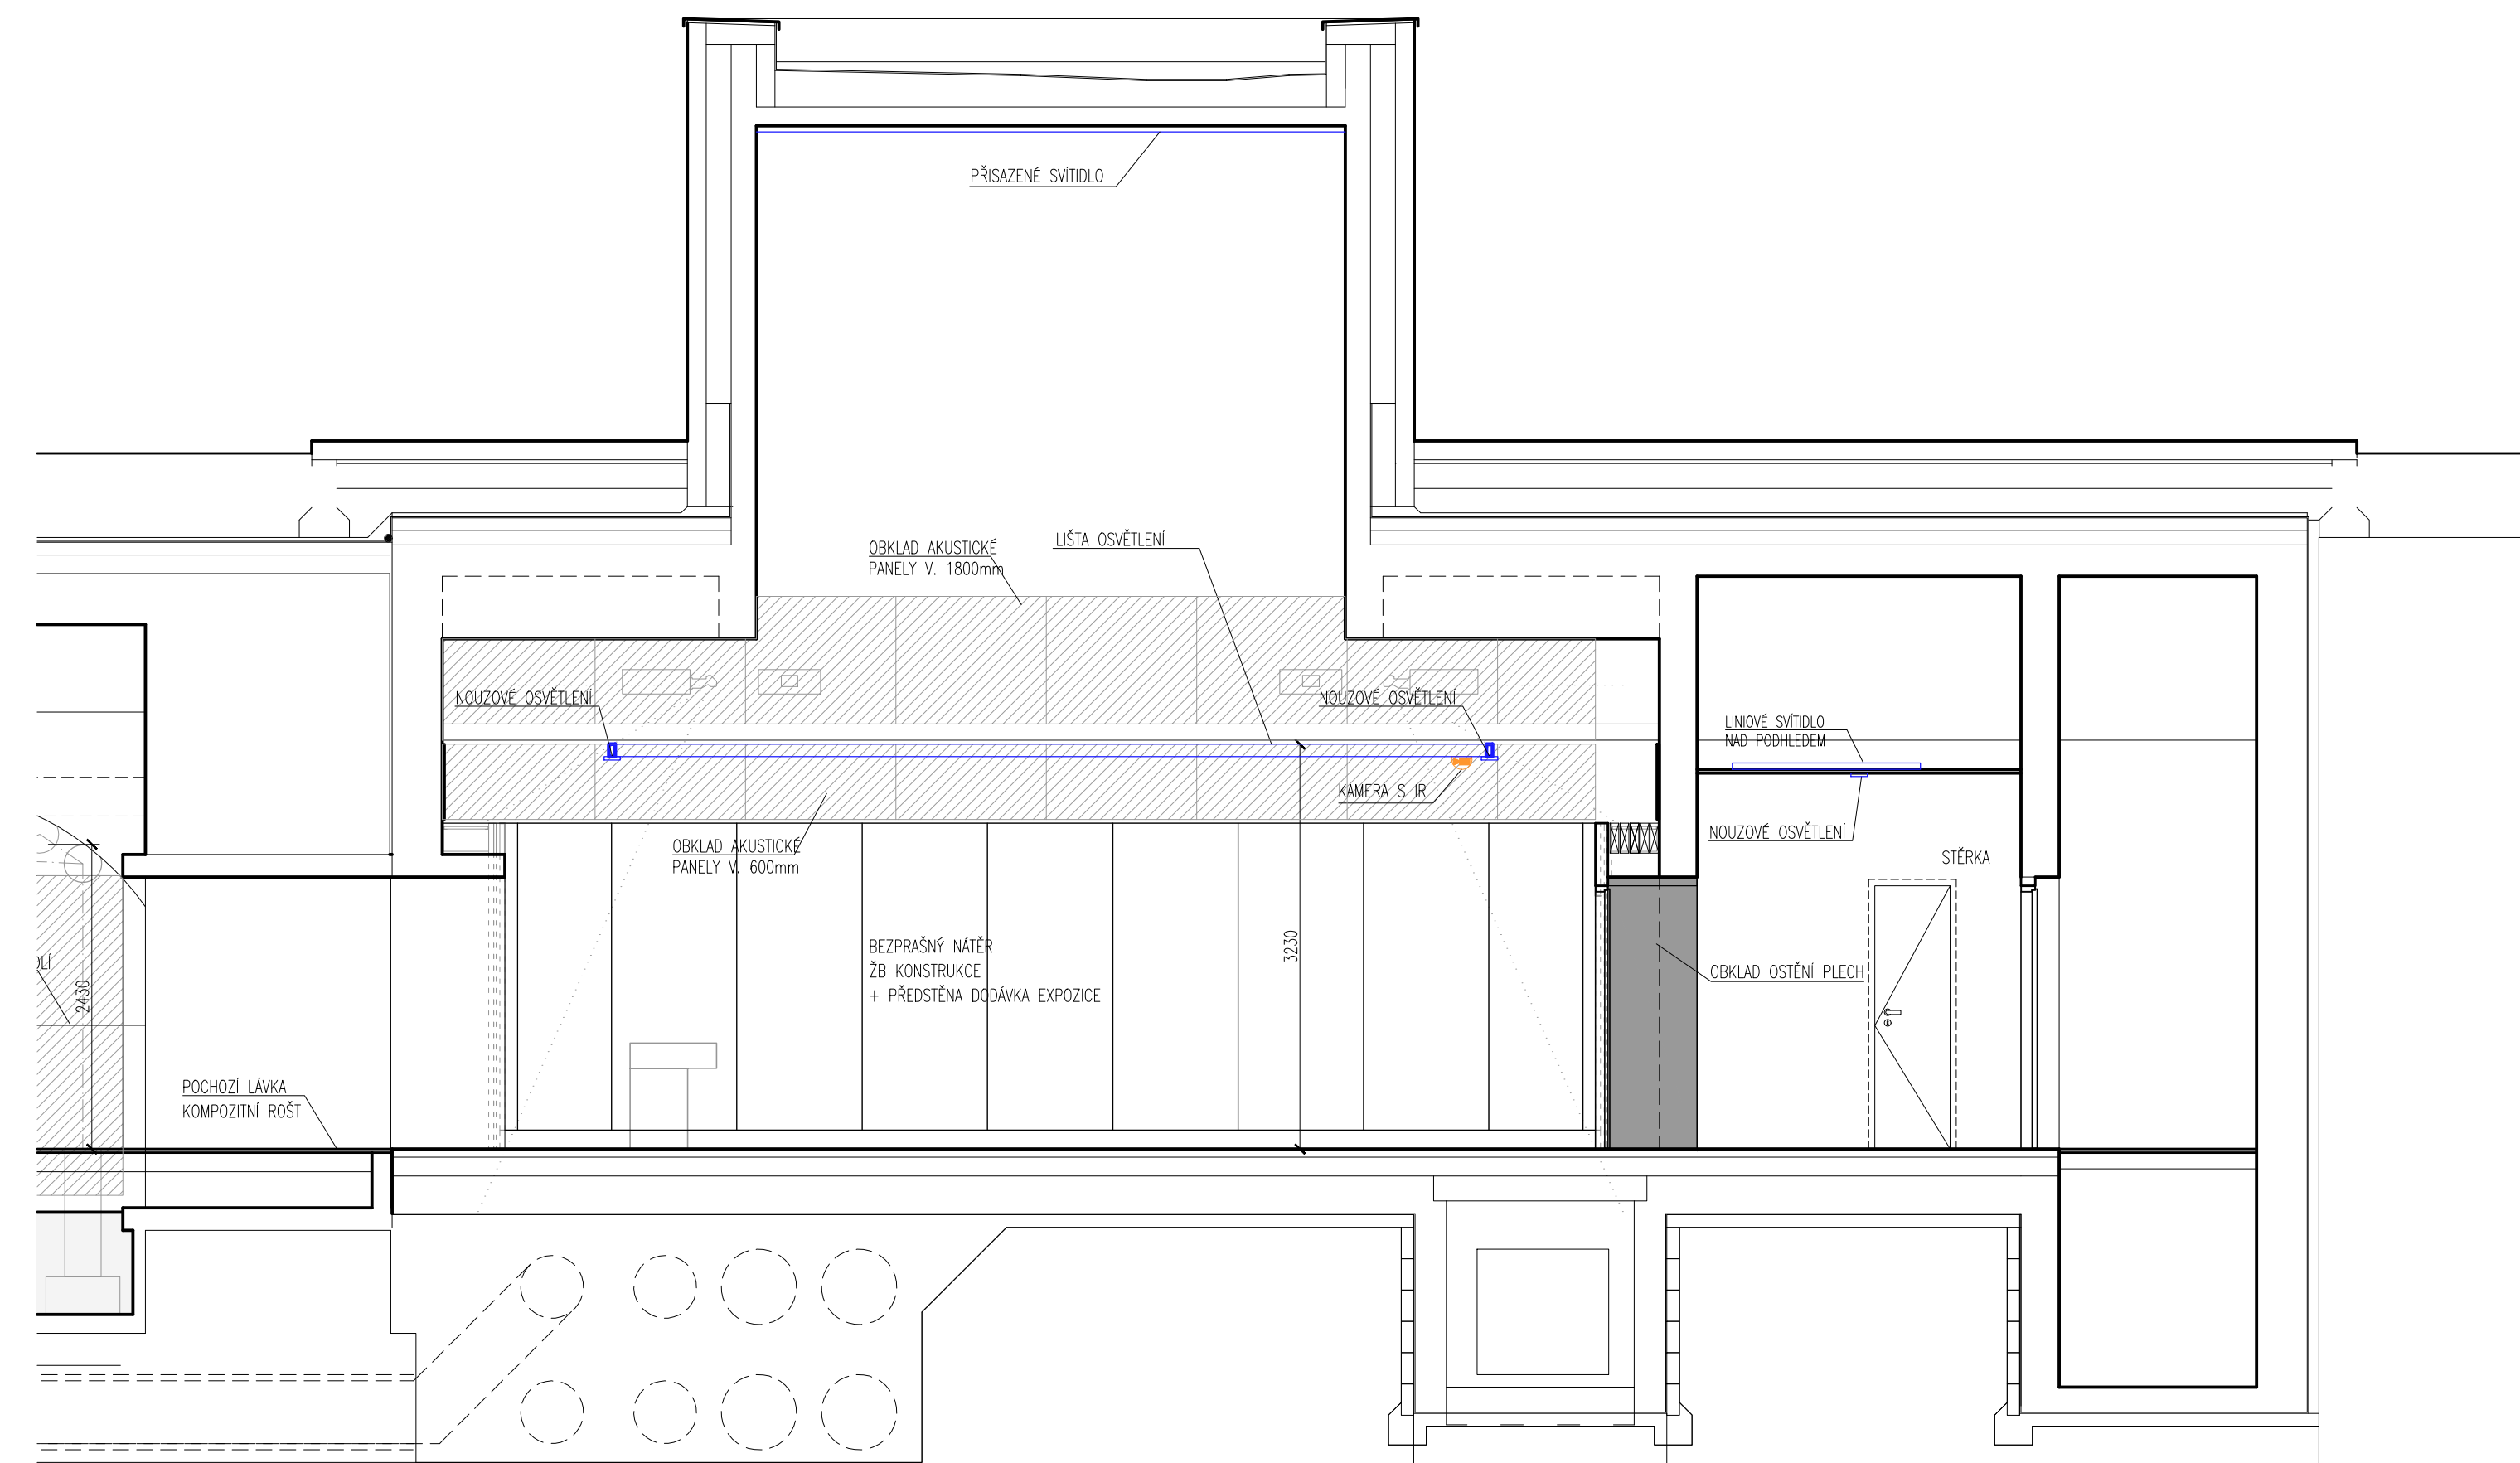 PŘISAZENÉ SVÍTIDLO
LIŠTA OSVĚTLENÍ
OBKLAD AKUSTICKÉ
PANELY V. 1800mm
NOUZOVÉ OSVĚTLENÍ
NOUZOVÉ OSVĚTLENÍ
LINIOVÉ SVÍTIDLO
NAD PODHLEDEM
KAMERA S IR
NOUZOVÉ OSVĚTLENÍ
OBKLAD AKUSTICKÉ
PANELY V. 600mm
STĚRKA
BEZPRAŠNÝ NÁTĚR
ŽB KONSTRUKCE
+ PŘEDSTĚNA DODÁVKA EXPOZICE
3230
OBKLAD OSTĚNÍ PLECH
2430
POCHOZÍ LÁVKA
KOMPOZITNÍ ROŠT